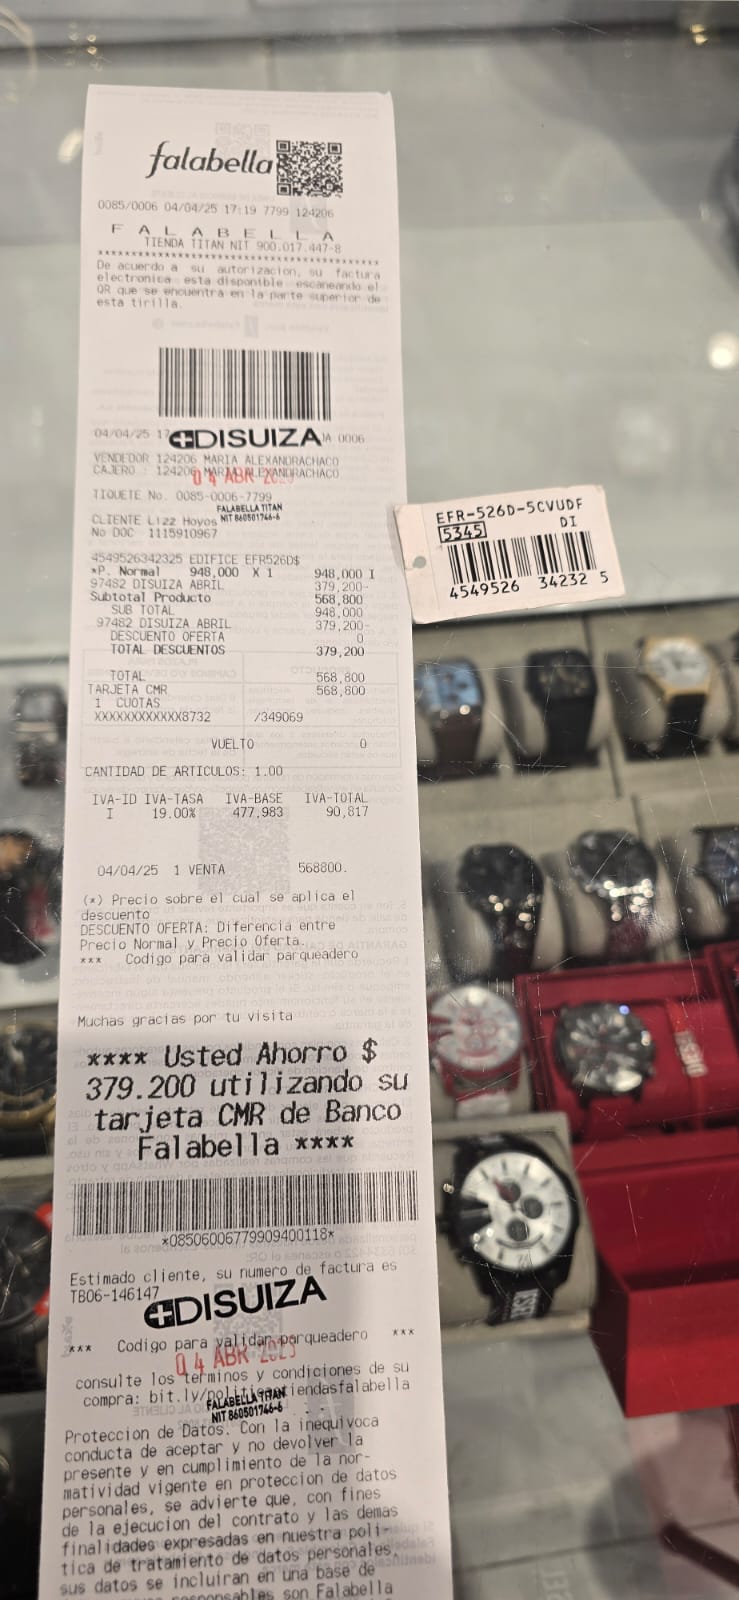 falabella
0085/0006 04/04/25 17:19 7799 124206
F A L A B E L L A
TIENDA TITAN NIT 900.017.447-8
****************************************
De acuerdo a su autorizacion, su factura
electronica esta disponible escaneando el
QR que se encuentra en la parte superior de
esta tirilla.
04/04/25 17 DISUIZA 0006
VENDEDOR 124206 MARIA ALEXANDRACHACO
CAJERO : 124206 MARIA ALEXANDRACHACO
04 ABR 2025
TIQUETE No. 0085-0006-7799
FALABELLA TITAN
NIT 860501746-6
CLIENTE Lizz Hoyos
No DOC 1115910967
4549526342325 EDIFICE EFR526D$
*P. Normal 948,000 X 1 948,000 I
97482 DISUIZA ABRIL 379,200-
Subtotal Producto 568,800
SUB TOTAL 948,000
97482 DISUIZA ABRIL 379,200-
DESCUENTO OFERTA 0
TOTAL DESCUENTOS 379,200
TOTAL 568,800
TARJETA CMR 568,800
1 CUOTAS
XXXXXXXXXXXX8732 /349069
VUELTO 0
CANTIDAD DE ARTICULOS: 1.00
IVA-ID IVA-TASA IVA-BASE IVA-TOTAL
I 19.00% 477,983 90,817
04/04/25 1 VENTA 568800.
(*) Precio sobre el cual se aplica el
descuento
DESCUENTO OFERTA: Diferencia entre
Precio Normal y Precio Oferta.
*** Codigo para validar parqueadero
Muchas gracias por tu visita
**** Usted Ahorro $
379.200 utilizando su
tarjeta CMR de Banco
Falabella ****
*08506006779909400118*
Estimado cliente, su numero de factura es
TB06-146147
DISUIZA
*** Codigo para validar parqueadero ***
04 ABR 2025
consulte los terminos y condiciones de su
compra: bit.ly/politicastiendasfalabella
FALABELLA TITAN
NIT 860501746-6
Proteccion de Datos. Con la inequivoca
conducta de aceptar y no devolver la
presente y en cumplimiento de la nor-
matividad vigente en proteccion de datos
personales, se advierte que, con fines
de la ejecucion del contrato y las demas
finalidades expresadas en nuestra poli-
tica de tratamiento de datos personales,
sus datos se incluiran en una base de
responsables son Falabella
EFR-526D-5CVUDF
5345 DI
4549526 34232 5
DIESEL